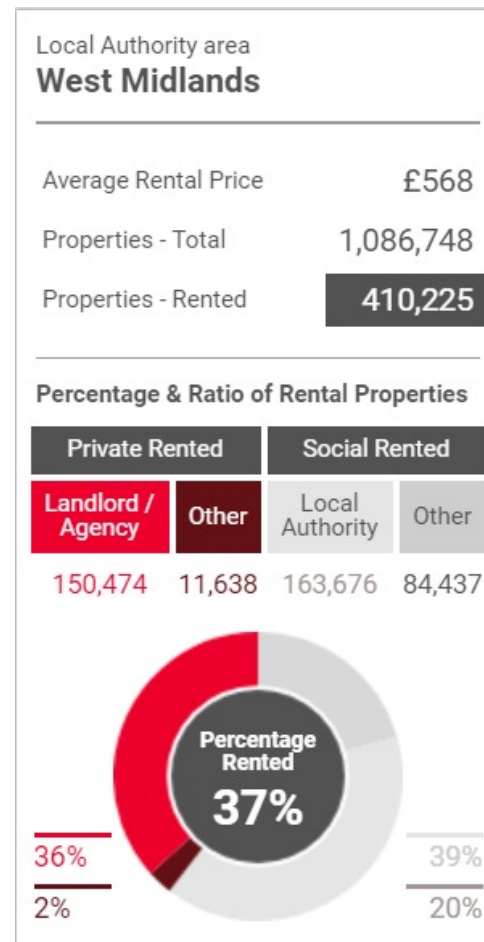 Local Authority area
West Midlands
Average Rental Price £568
Properties - Total 1,086,748
Properties - Rented 410,225
Percentage & Ratio of Rental Properties
Private Rented Social Rented
Landlord / Agency Other Local Authority Other
150,474 11,638 163,676 84,437
Percentage
Rented
37%
36% 39%
2% 20%